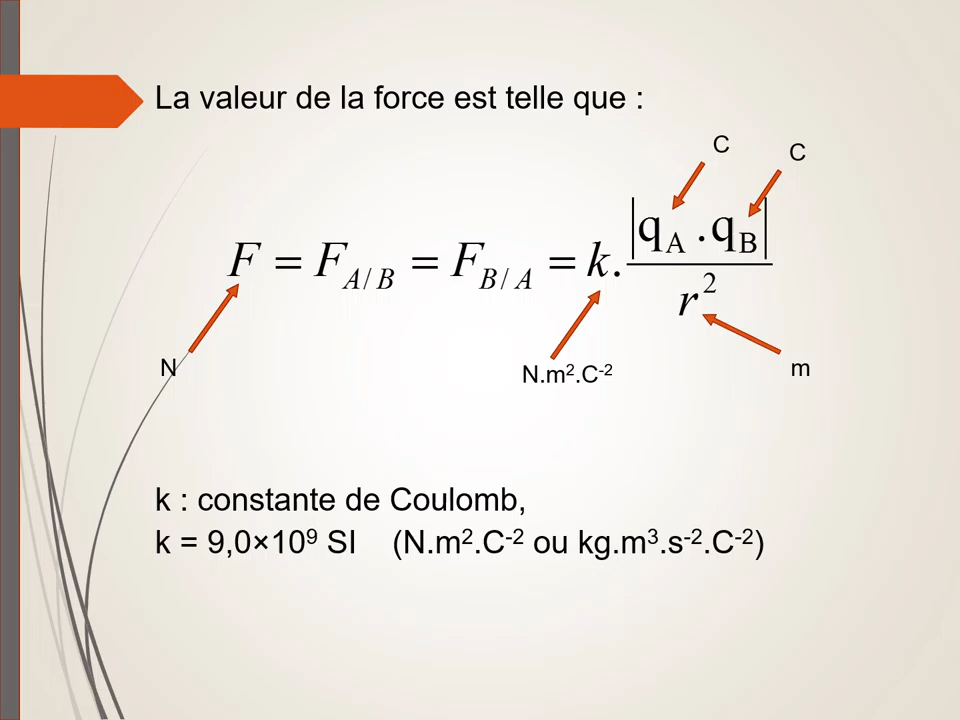 La valeur de la force est telle que :
C C
F = F_{A/B} = F_{B/A} = k. |q_A .q_B| / r²
N N.m².C⁻² m
k : constante de Coulomb,
k = 9,0×10⁹ SI (N.m².C⁻² ou kg.m³.s⁻².C⁻²)